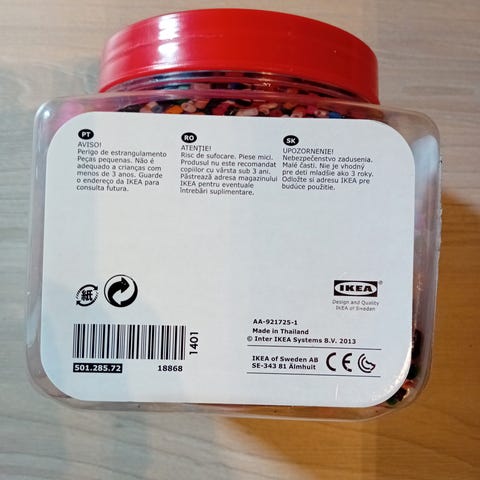 PT
AVISO!
Perigo de estrangulamento
Peças pequenas. Não é
adequado a crianças com
menos de 3 anos. Guarde
o endereço da IKEA para
consulta futura.
RO
ATENŢIE!
Risc de sufocare. Piese mici.
Produsul nu este recomandat
copiilor cu vârsta sub 3 ani.
Păstrează adresa magazinului
IKEA pentru eventuale
întrebări suplimentare.
SK
UPOZORNENIE!
Nebezpečenstvo zadusenia.
Malé časti. Nie je vhodný
pre deti mladšie ako 3 roky.
Odložte si adresu IKEA pre
budúce použitie.
紙
IKEA®
Design and Quality
IKEA of Sweden
AA-921725-1
Made in Thailand
© Inter IKEA Systems B.V. 2013
1401
501.285.72
18868
IKEA of Sweden AB
SE-343 81 Älmhult
CE